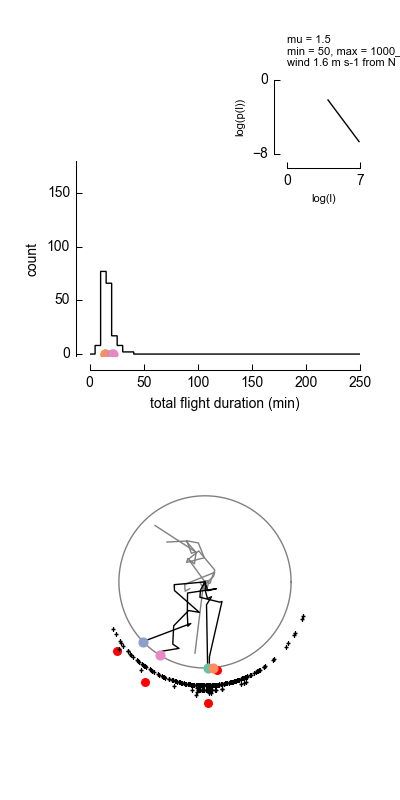 mu = 1.5
min = 50, max = 1000_
wind 1.6 m s-1 from N
0
log(p(l))
−8
0
7
log(l)
150
100
50
0
count
0
50
100
150
200
250
total flight duration (min)